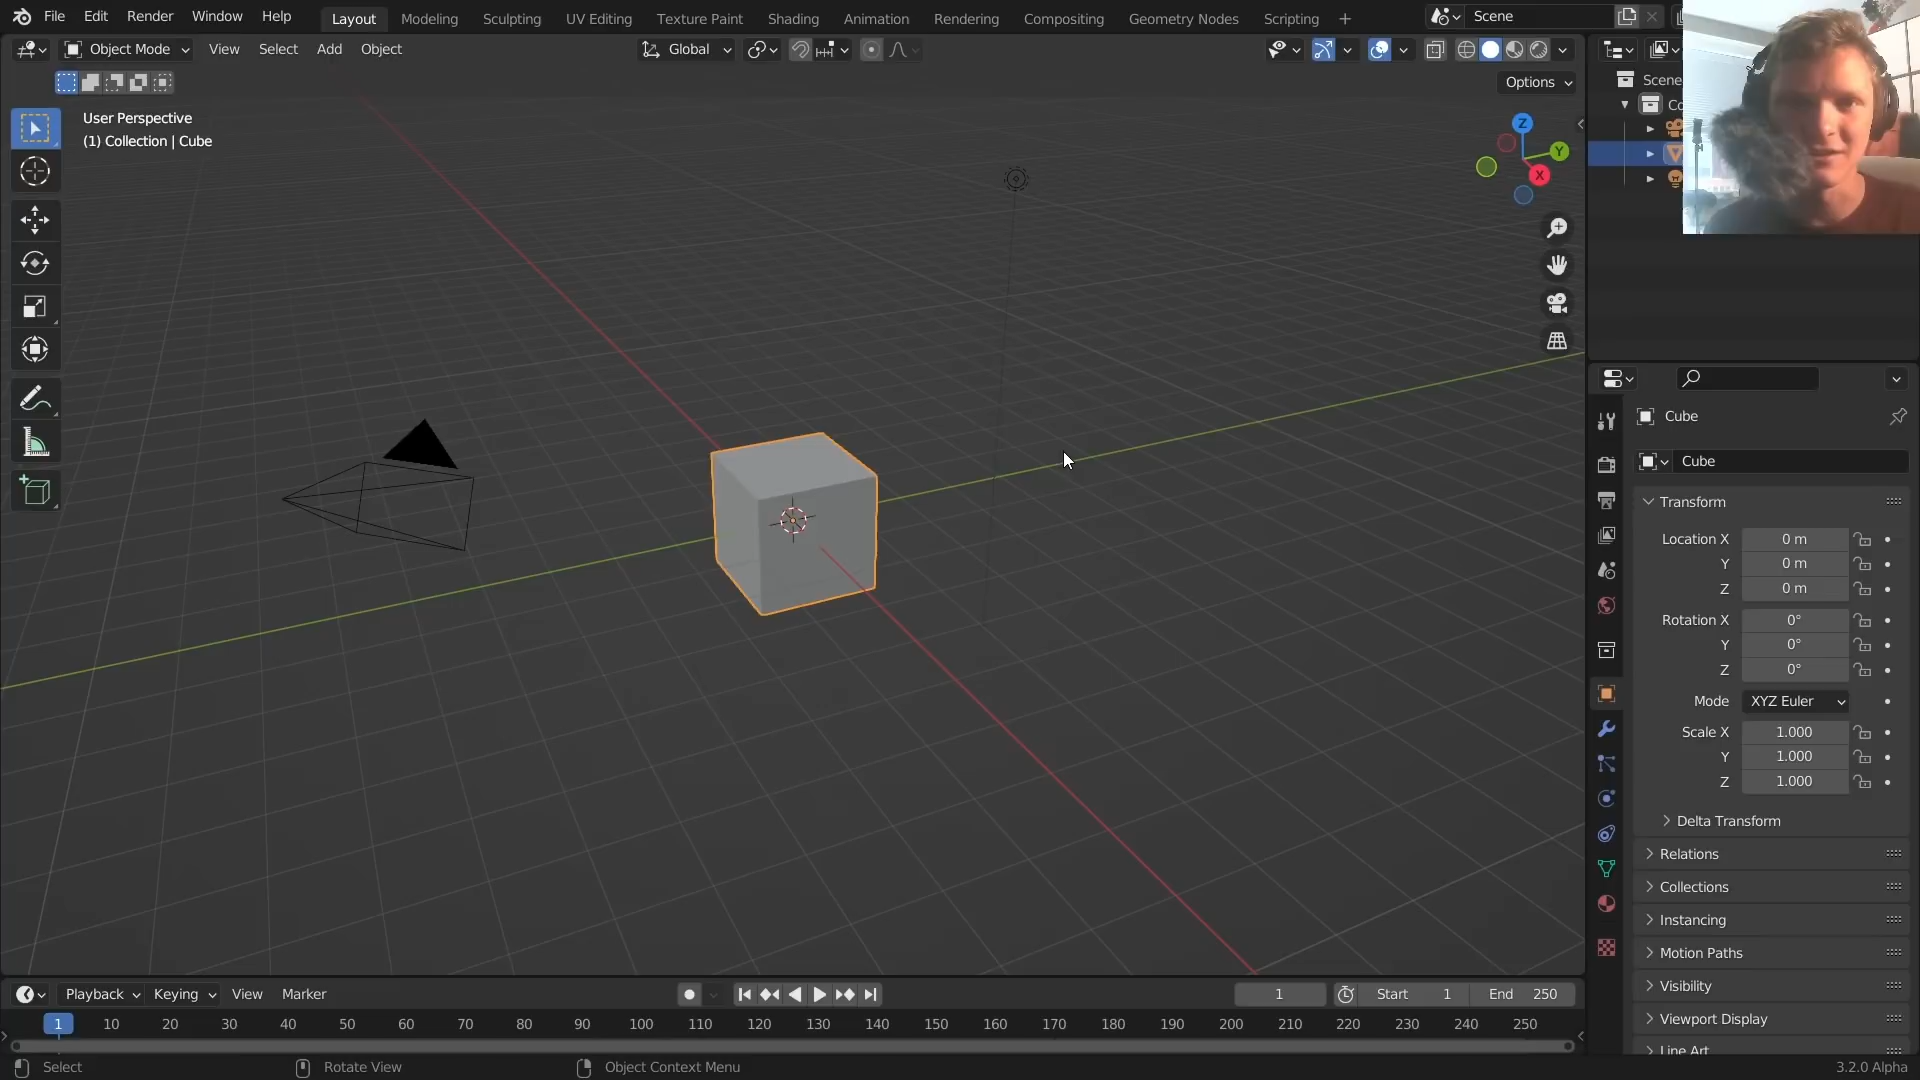 File Edit Render Window Help Layout Modeling Sculpting UV Editing Texture Paint Shading Animation Rendering Compositing Geometry Nodes Scripting + Scene
Object Mode View Select Add Object Global
Options
User Perspective
(1) Collection | Cube
Z
Y
X
Scene
Cube
Cube
Transform
Location X 0 m
Y 0 m
Z 0 m
Rotation X 0°
Y 0°
Z 0°
Mode XYZ Euler
Scale X 1.000
Y 1.000
Z 1.000
Delta Transform
Relations
Collections
Instancing
Motion Paths
Visibility
Viewport Display
Line Art
Playback Keying View Marker 1 Start 1 End 250
1 10 20 30 40 50 60 70 80 90 100 110 120 130 140 150 160 170 180 190 200 210 220 230 240 250
Select Rotate View Object Context Menu 3.2.0 Alpha